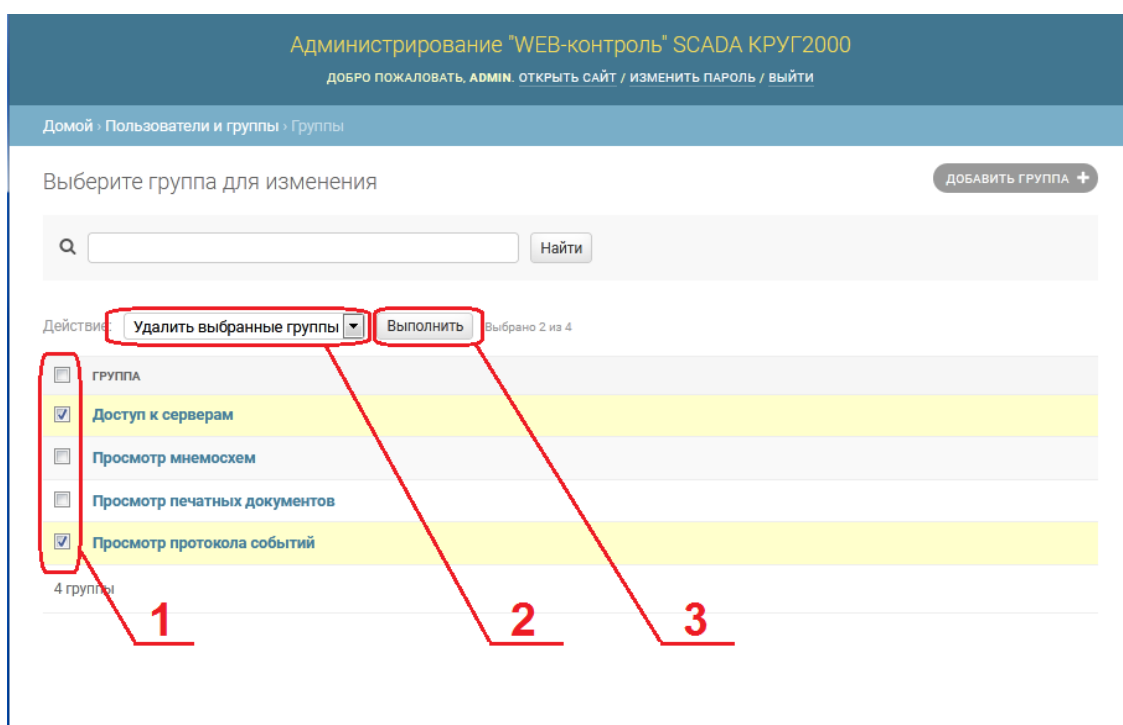 Администрирование "WEB-контроль" SCADA КРУГ2000
ДОБРО ПОЖАЛОВАТЬ, ADMIN. ОТКРЫТЬ САЙТ / ИЗМЕНИТЬ ПАРОЛЬ / ВЫЙТИ
Домой › Пользователи и группы › Группы
Выберите группа для изменения
ДОБАВИТЬ ГРУППА +
Найти
Действие: Удалить выбранные группы Выполнить Выбрано 2 из 4
ГРУППА
Доступ к серверам
Просмотр мнемосхем
Просмотр печатных документов
Просмотр протокола событий
4 группы
1 2 3